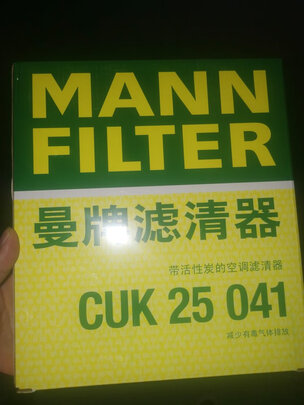 MANN
FILTER
曼牌滤清器
带活性炭的空调滤清器
CUK 25 041
减少有毒气体排放